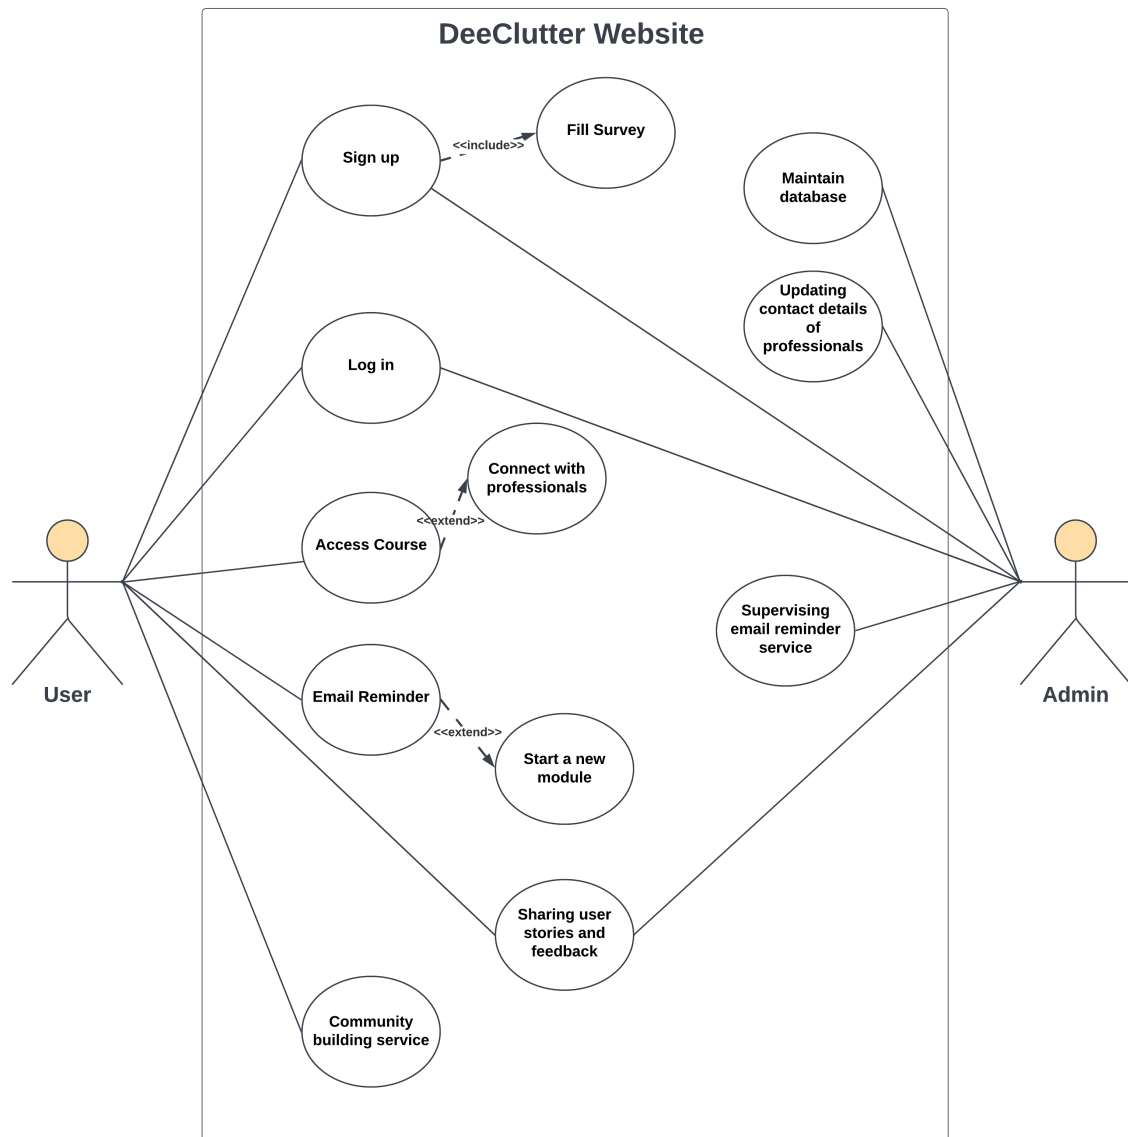 DeeClutter Website
Fill Survey
Sign up
<<include>>
Maintain
database
Updating
contact details
of
professionals
Log in
Connect with
professionals
<<extend>>
Access Course
Supervising
email reminder
service
User
Admin
Email Reminder
<<extend>>
Start a new
module
Sharing user
stories and
feedback
Community
building service